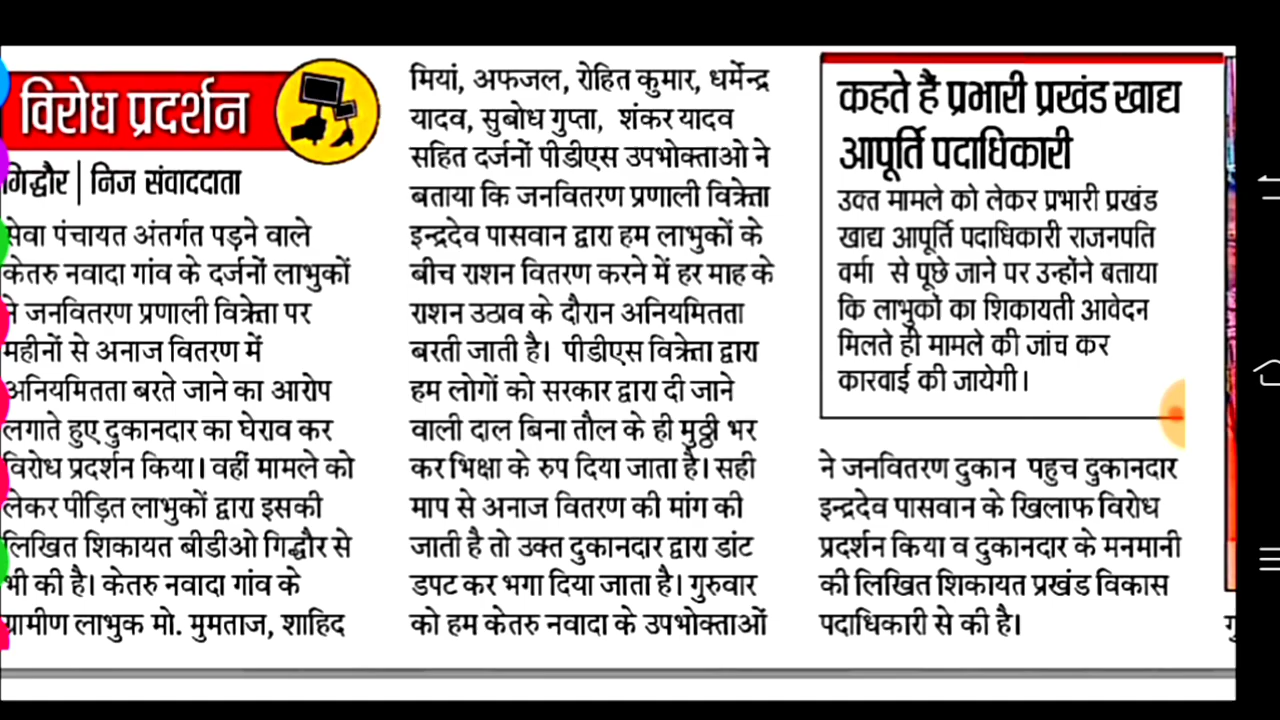 विरोध प्रदर्शन
गिद्धौर | निज संवाददाता
सेवा पंचायत अंतर्गत पड़ने वाले
केतरु नवादा गांव के दर्जनों लाभुकों
ने जनवितरण प्रणाली विक्रेता पर
महीनों से अनाज वितरण में
अनियमितता बरते जाने का आरोप
लगाते हुए दुकानदार का घेराव कर
विरोध प्रदर्शन किया। वहीं मामले को
लेकर पीड़ित लाभुकों द्वारा इसकी
लिखित शिकायत बीडीओ गिद्धौर से
भी की है। केतरु नवादा गांव के
ग्रामीण लाभुक मो. मुमताज, शाहिद
मियां, अफजल, रोहित कुमार, धर्मेन्द्र
यादव, सुबोध गुप्ता, शंकर यादव
सहित दर्जनों पीडीएस उपभोक्ताओ ने
बताया कि जनवितरण प्रणाली विक्रेता
इन्द्रदेव पासवान द्वारा हम लाभुकों के
बीच राशन वितरण करने में हर माह के
राशन उठाव के दौरान अनियमितता
बरती जाती है। पीडीएस विक्रेता द्वारा
हम लोगों को सरकार द्वारा दी जाने
वाली दाल बिना तौल के ही मुठ्ठी भर
कर भिक्षा के रुप दिया जाता है। सही
माप से अनाज वितरण की मांग की
जाती है तो उक्त दुकानदार द्वारा डांट
डपट कर भगा दिया जाता है। गुरुवार
को हम केतरु नवादा के उपभोक्ताओं
कहते हैं प्रभारी प्रखंड खाद्य
आपूर्ति पदाधिकारी
उक्त मामले को लेकर प्रभारी प्रखंड
खाद्य आपूर्ति पदाधिकारी राजनपति
वर्मा से पूछे जाने पर उन्होंने बताया
कि लाभुकों का शिकायती आवेदन
मिलते ही मामले की जांच कर
कारवाई की जायेगी।
ने जनवितरण दुकान पहुच दुकानदार
इन्द्रदेव पासवान के खिलाफ विरोध
प्रदर्शन किया व दुकानदार के मनमानी
की लिखित शिकायत प्रखंड विकास
पदाधिकारी से की है।